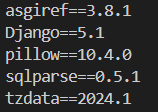 asgiref==3.8.1
Django==5.1
pillow==10.4.0
sqlparse==0.5.1
tzdata==2024.1